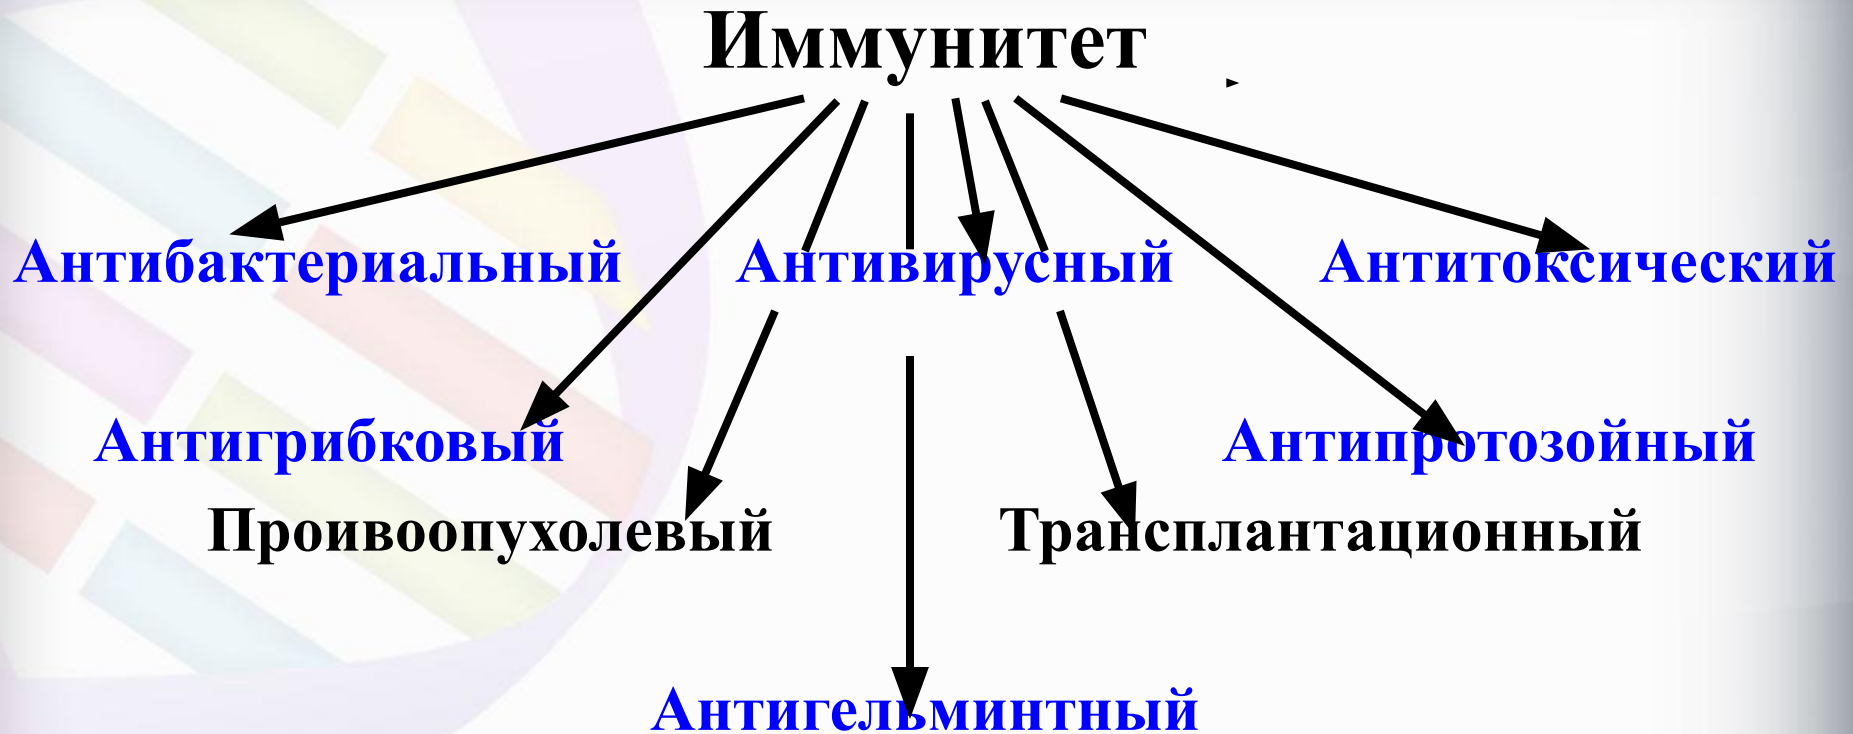 Иммунитет
Антибактериальный Антивирусный Антитоксический
Антигрибковый Антипротозойный
Проивоопухолевый Трансплантационный
Антигельминтный